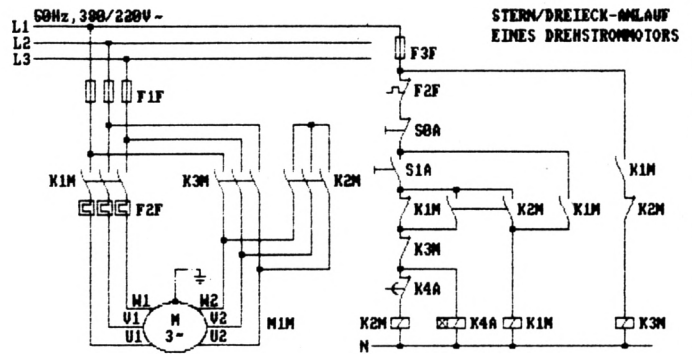 60Hz,380/220V~
STERN/DREIECK-ANLAUF
EINES DREHSTROMMOTORS
L1
L2
L3
F3F
F1F
F2F
S0A
S1A
K1M
K3M
K2M
K1M
K2M
K1M
K1M
K2M
F2F
K3M
K4A
W1
W2
V1
M
V2
U1
3~
U2
M1M
K2M
K4A
K1M
K3M
N